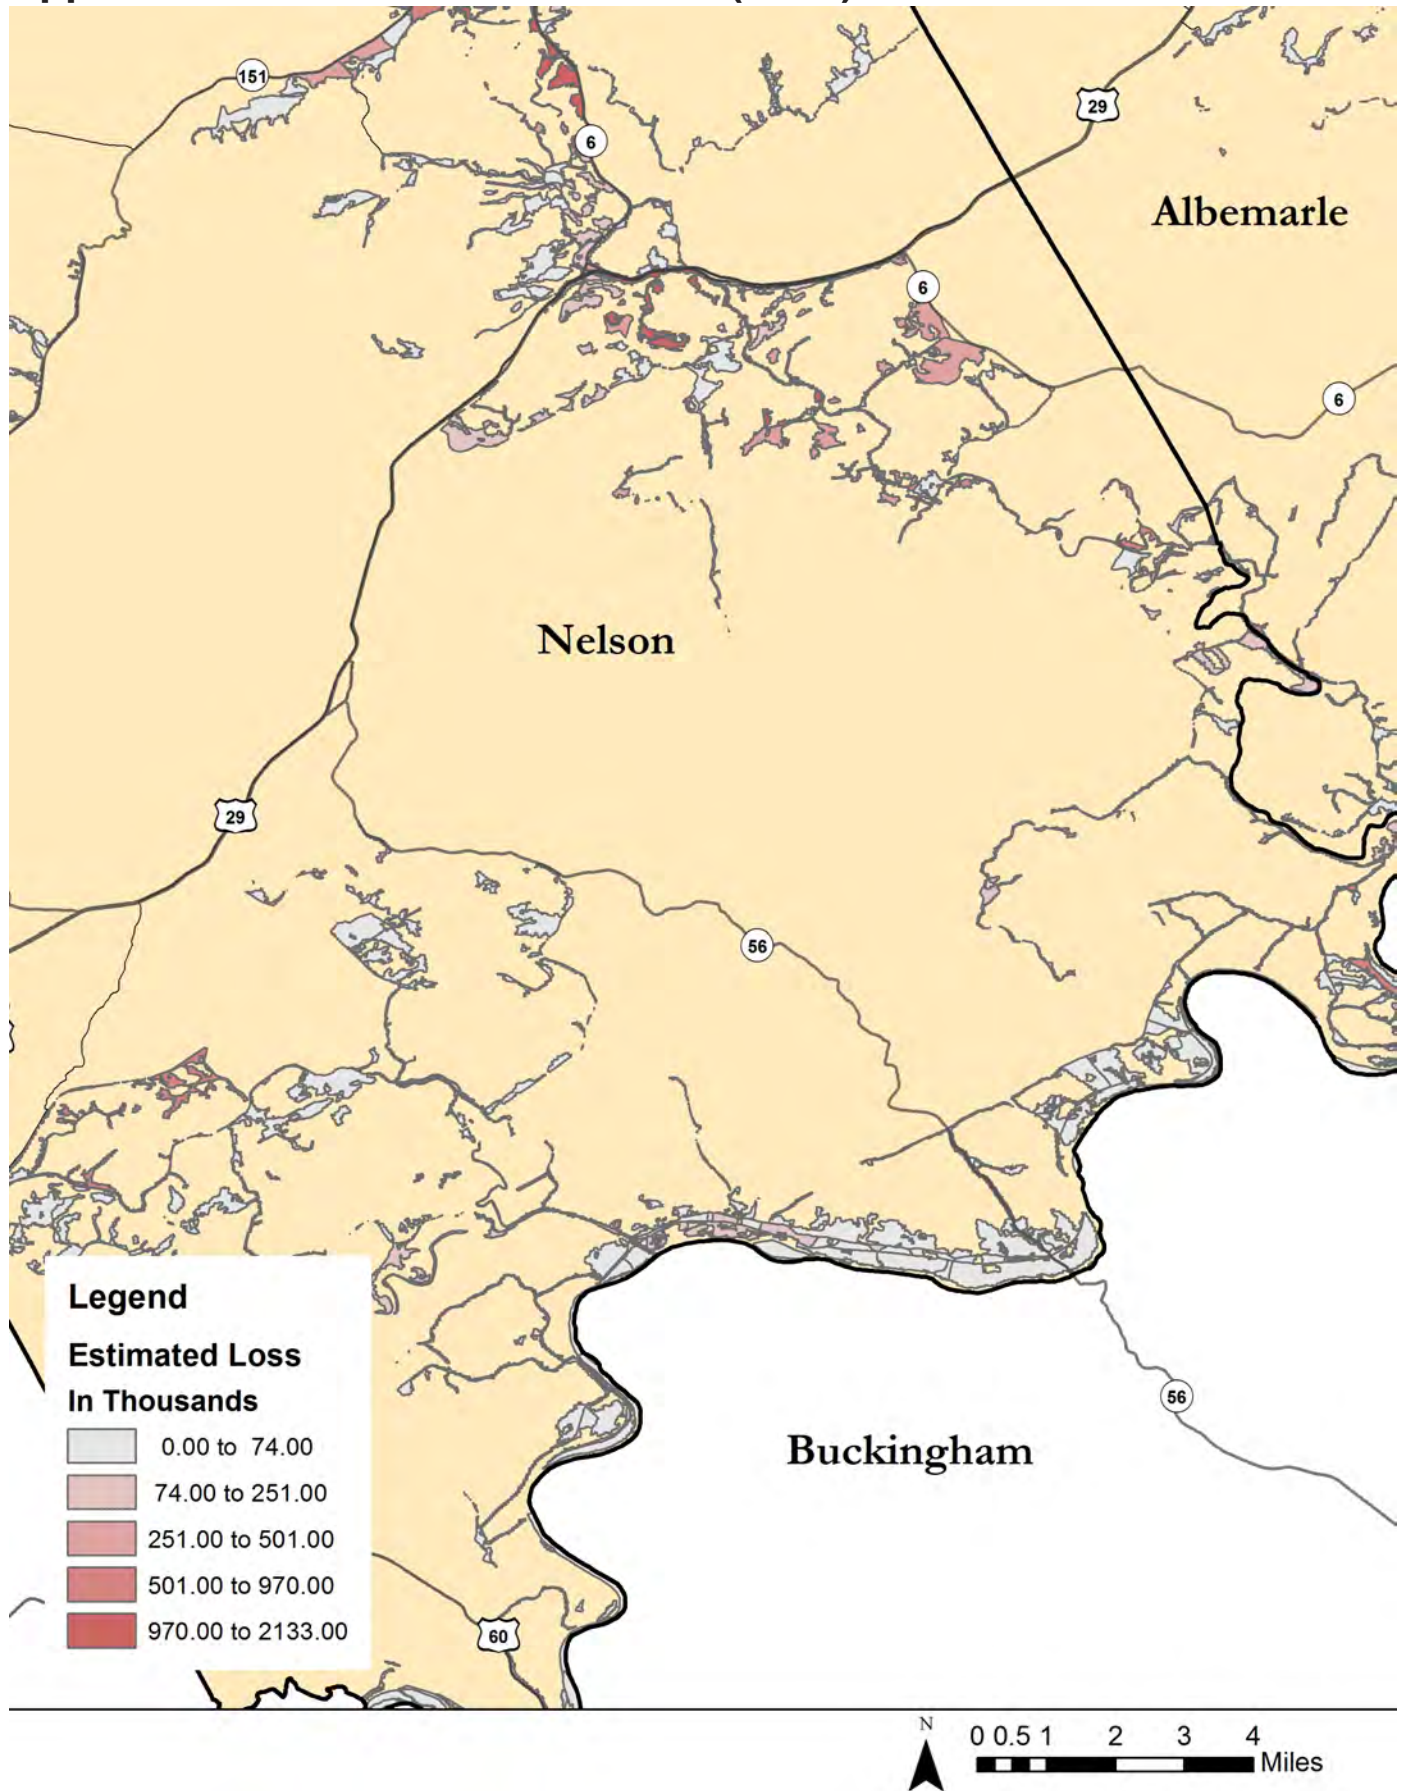 151
6
29
Albemarle
6
6
Nelson
29
56
Legend
Estimated Loss
In Thousands
0.00 to 74.00
74.00 to 251.00
251.00 to 501.00
501.00 to 970.00
970.00 to 2133.00
56
Buckingham
60
N
0 0.5 1 2 3 4
Miles